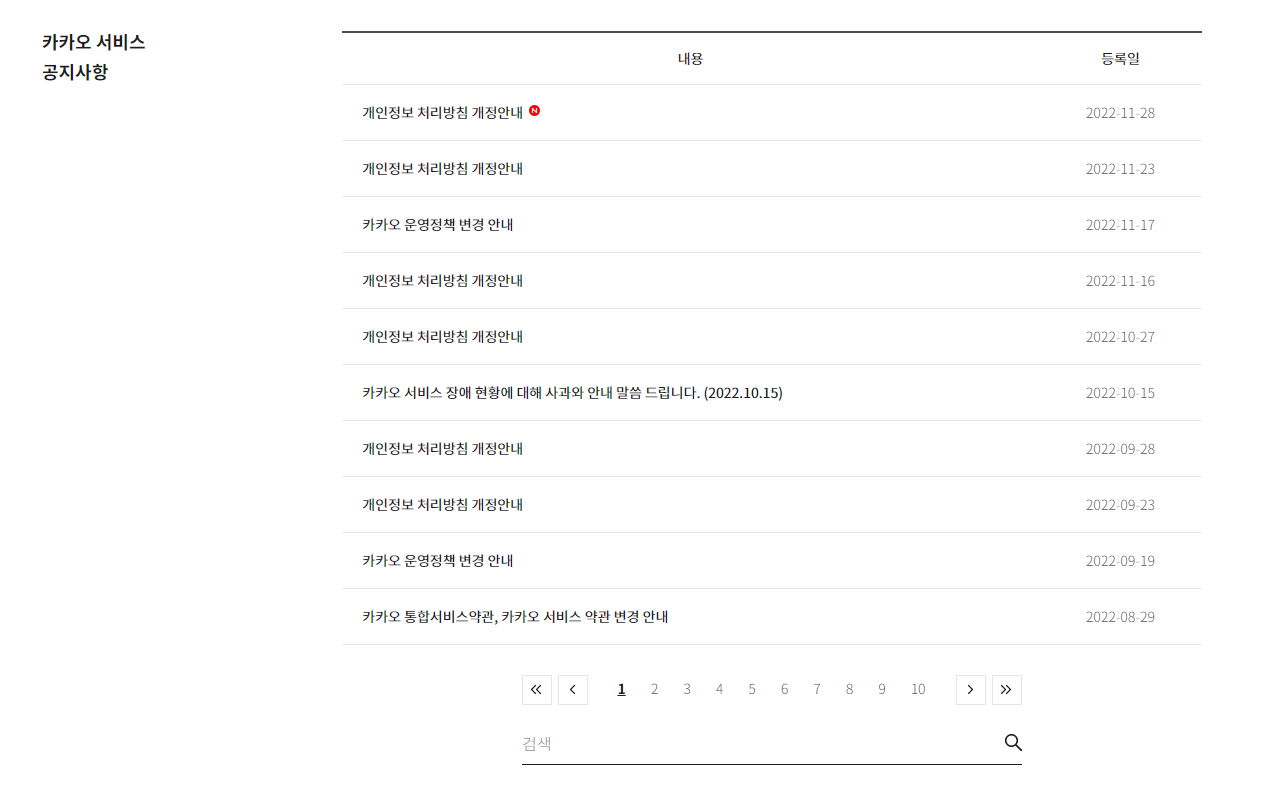 카카오 서비스
공지사항
내용 등록일
개인정보 처리방침 개정안내 N 2022-11-28
개인정보 처리방침 개정안내 2022-11-23
카카오 운영정책 변경 안내 2022-11-17
개인정보 처리방침 개정안내 2022-11-16
개인정보 처리방침 개정안내 2022-10-27
카카오 서비스 장애 현황에 대해 사과와 안내 말씀 드립니다. (2022.10.15) 2022-10-15
개인정보 처리방침 개정안내 2022-09-28
개인정보 처리방침 개정안내 2022-09-23
카카오 운영정책 변경 안내 2022-09-19
카카오 통합서비스약관, 카카오 서비스 약관 변경 안내 2022-08-29
1 2 3 4 5 6 7 8 9 10
검색